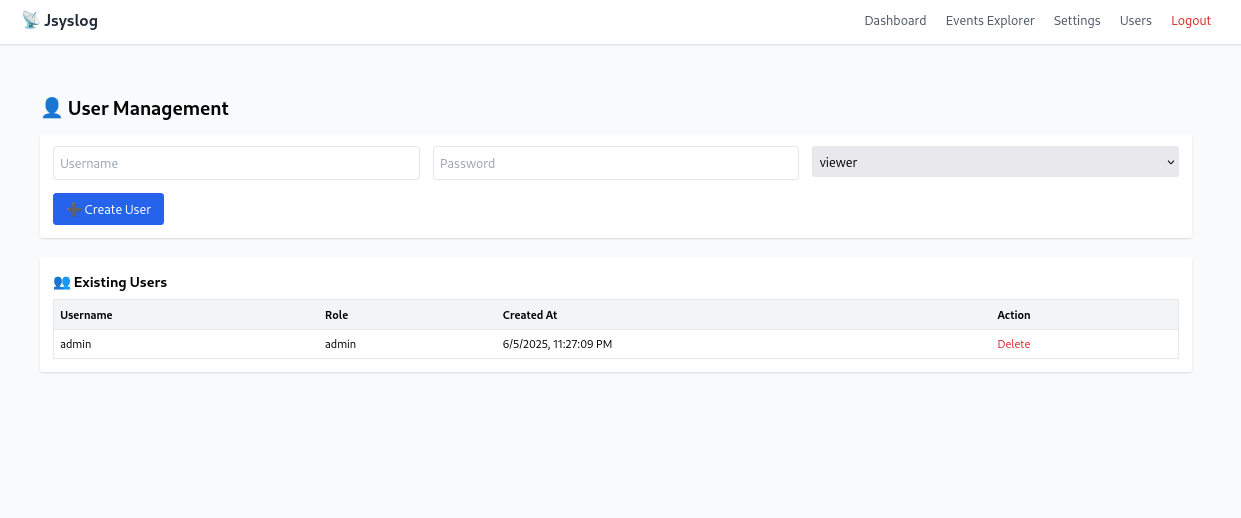 📡 Jsyslog Dashboard Events Explorer Settings Users Logout
👤 User Management
Username Password viewer
➕ Create User
👥 Existing Users
Username Role Created At Action
admin admin 6/5/2025, 11:27:09 PM Delete